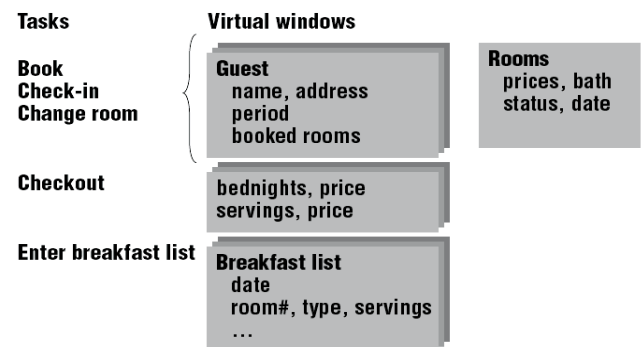 Tasks
Virtual windows
Book
Check-in
Change room
Guest
name, address
period
booked rooms
Rooms
prices, bath
status, date
Checkout
bednights, price
servings, price
Enter breakfast list
Breakfast list
date
room#, type, servings
...